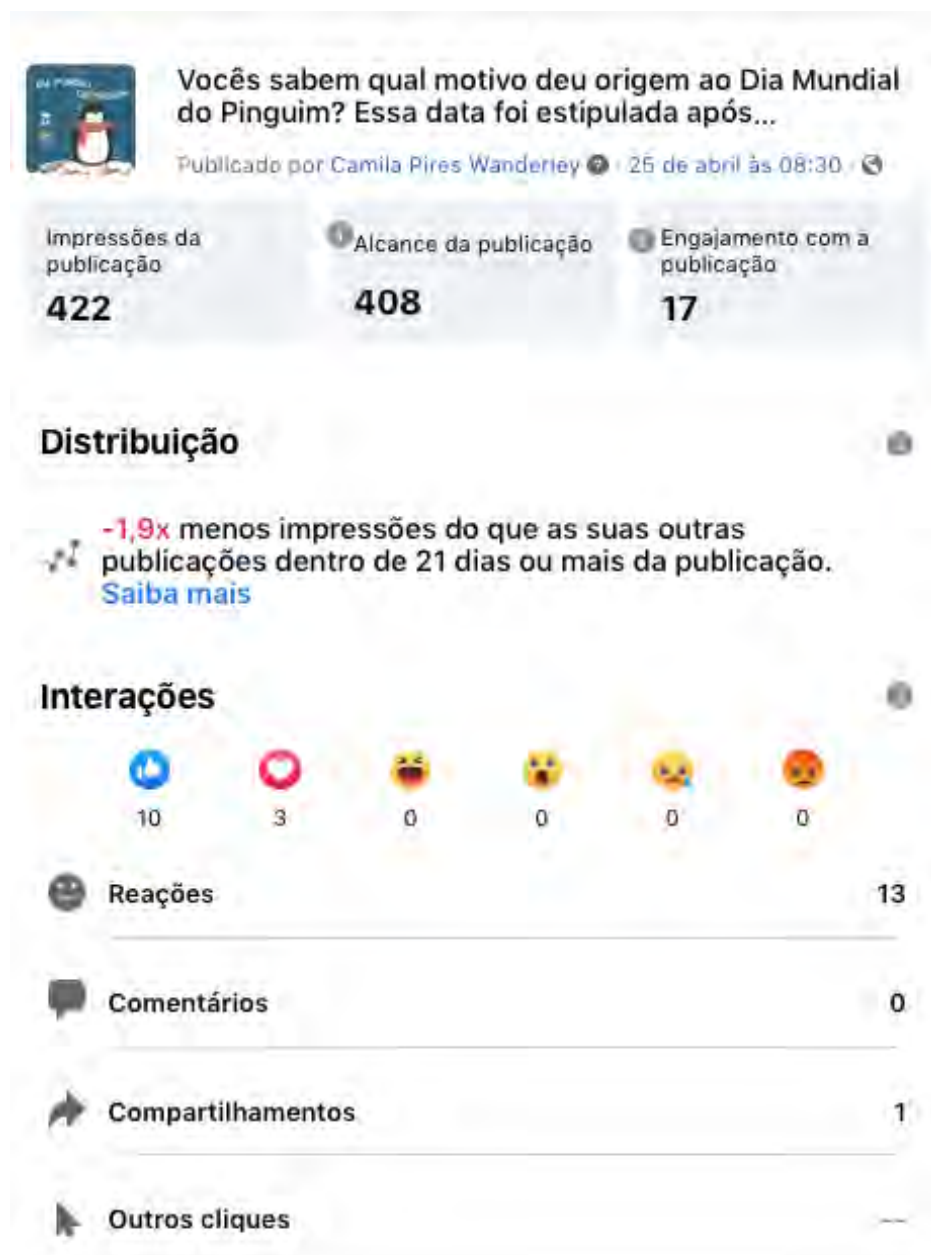 Vocês sabem qual motivo deu origem ao Dia Mundial
do Pinguim? Essa data foi estipulada após...
Publicado por Camila Pires Wanderley · 25 de abril às 08:30 ·
Impressões da
publicação
422
Alcance da publicação
408
Engajamento com a
publicação
17
Distribuição
-1,9x menos impressões do que as suas outras
publicações dentro de 21 dias ou mais da publicação.
Saiba mais
Interações
10 3 0 0 0 0
Reações 13
Comentários 0
Compartilhamentos 1
Outros cliques --